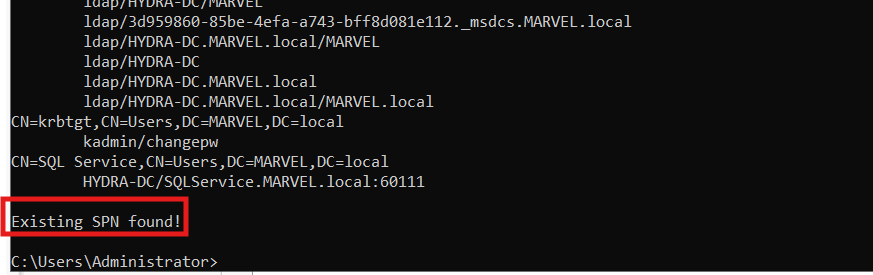 ldap/HYDRA-DC/MARVEL
ldap/3d959860-85be-4efa-a743-bff8d081e112._msdcs.MARVEL.local
ldap/HYDRA-DC.MARVEL.local/MARVEL
ldap/HYDRA-DC
ldap/HYDRA-DC.MARVEL.local
ldap/HYDRA-DC.MARVEL.local/MARVEL.local
CN=krbtgt,CN=Users,DC=MARVEL,DC=local
kadmin/changepw
CN=SQL Service,CN=Users,DC=MARVEL,DC=local
HYDRA-DC/SQLService.MARVEL.local:60111
Existing SPN found!
C:\Users\Administrator>